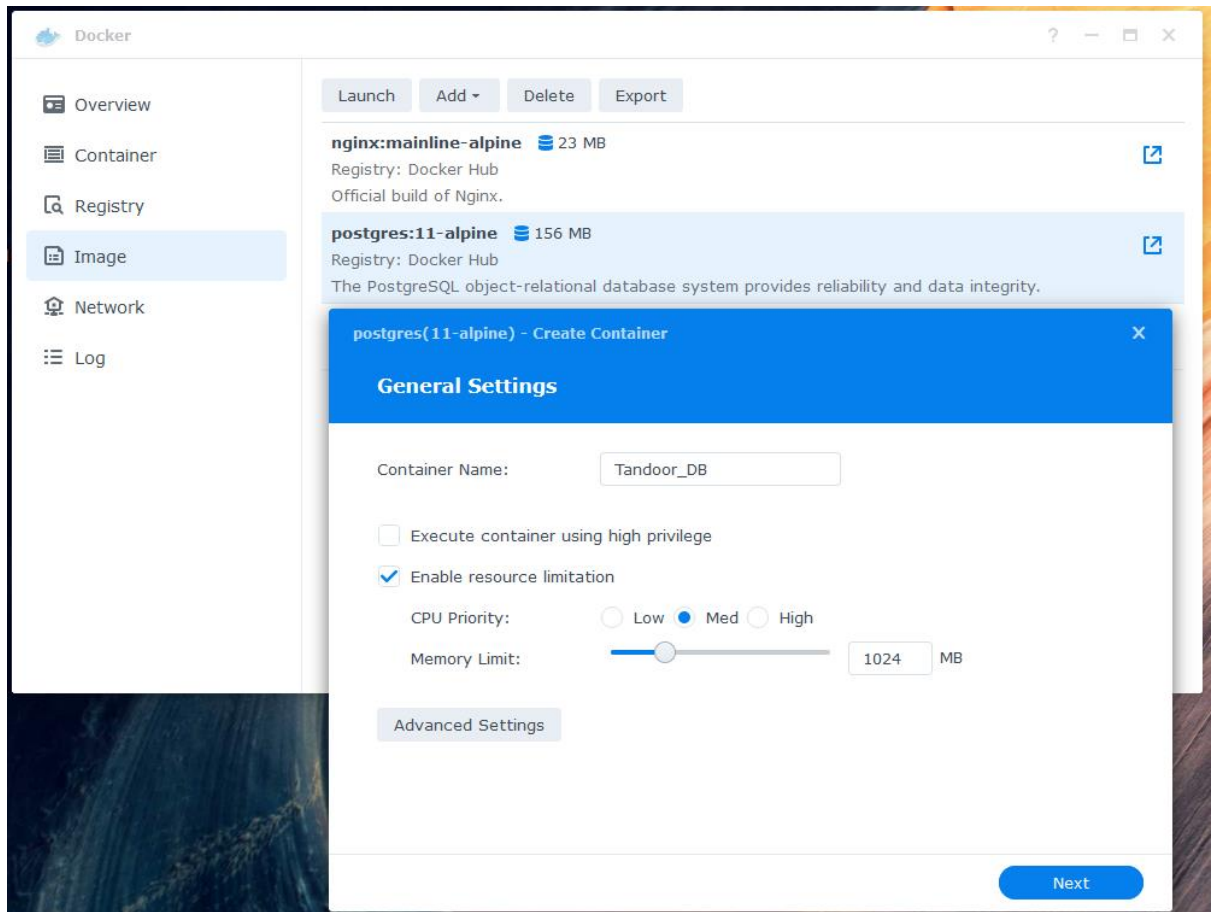 Docker
Overview
Container
Registry
Image
Network
Log
Launch Add Delete Export
nginx:mainline-alpine 23 MB
Registry: Docker Hub
Official build of Nginx.
postgres:11-alpine 156 MB
Registry: Docker Hub
The PostgreSQL object-relational database system provides reliability and data integrity.
postgres(11-alpine) - Create Container
General Settings
Container Name: Tandoor_DB
Execute container using high privilege
Enable resource limitation
CPU Priority: Low Med High
Memory Limit: 1024 MB
Advanced Settings
Next